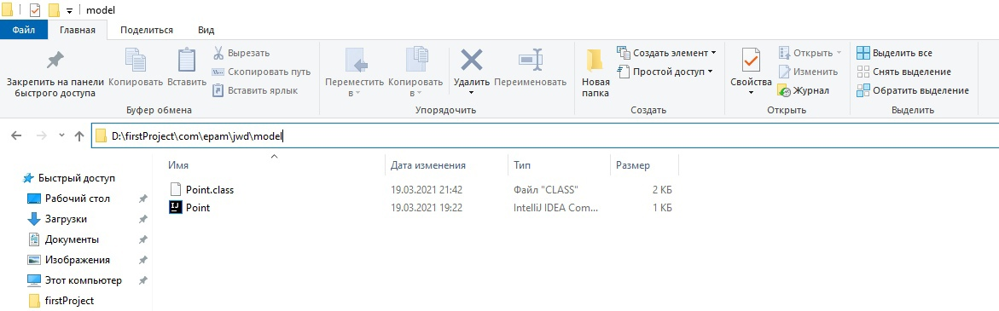 model
Файл Главная Поделиться Вид
Закрепить на панели быстрого доступа
Копировать
Вставить
Вырезать
Скопировать путь
Вставить ярлык
Буфер обмена
Переместить в
Копировать в
Удалить
Переименовать
Упорядочить
Новая папка
Создать элемент
Простой доступ
Создать
Свойства
Открыть
Изменить
Журнал
Открыть
Выделить все
Снять выделение
Обратить выделение
Выделить
D:\firstProject\com\epam\jwd\model
Имя Дата изменения Тип Размер
Point.class 19.03.2021 21:42 Файл "CLASS" 2 КБ
Point 19.03.2021 19:22 IntelliJ IDEA Com... 1 КБ
Быстрый доступ
Рабочий стол
Загрузки
Документы
Изображения
Этот компьютер
firstProject